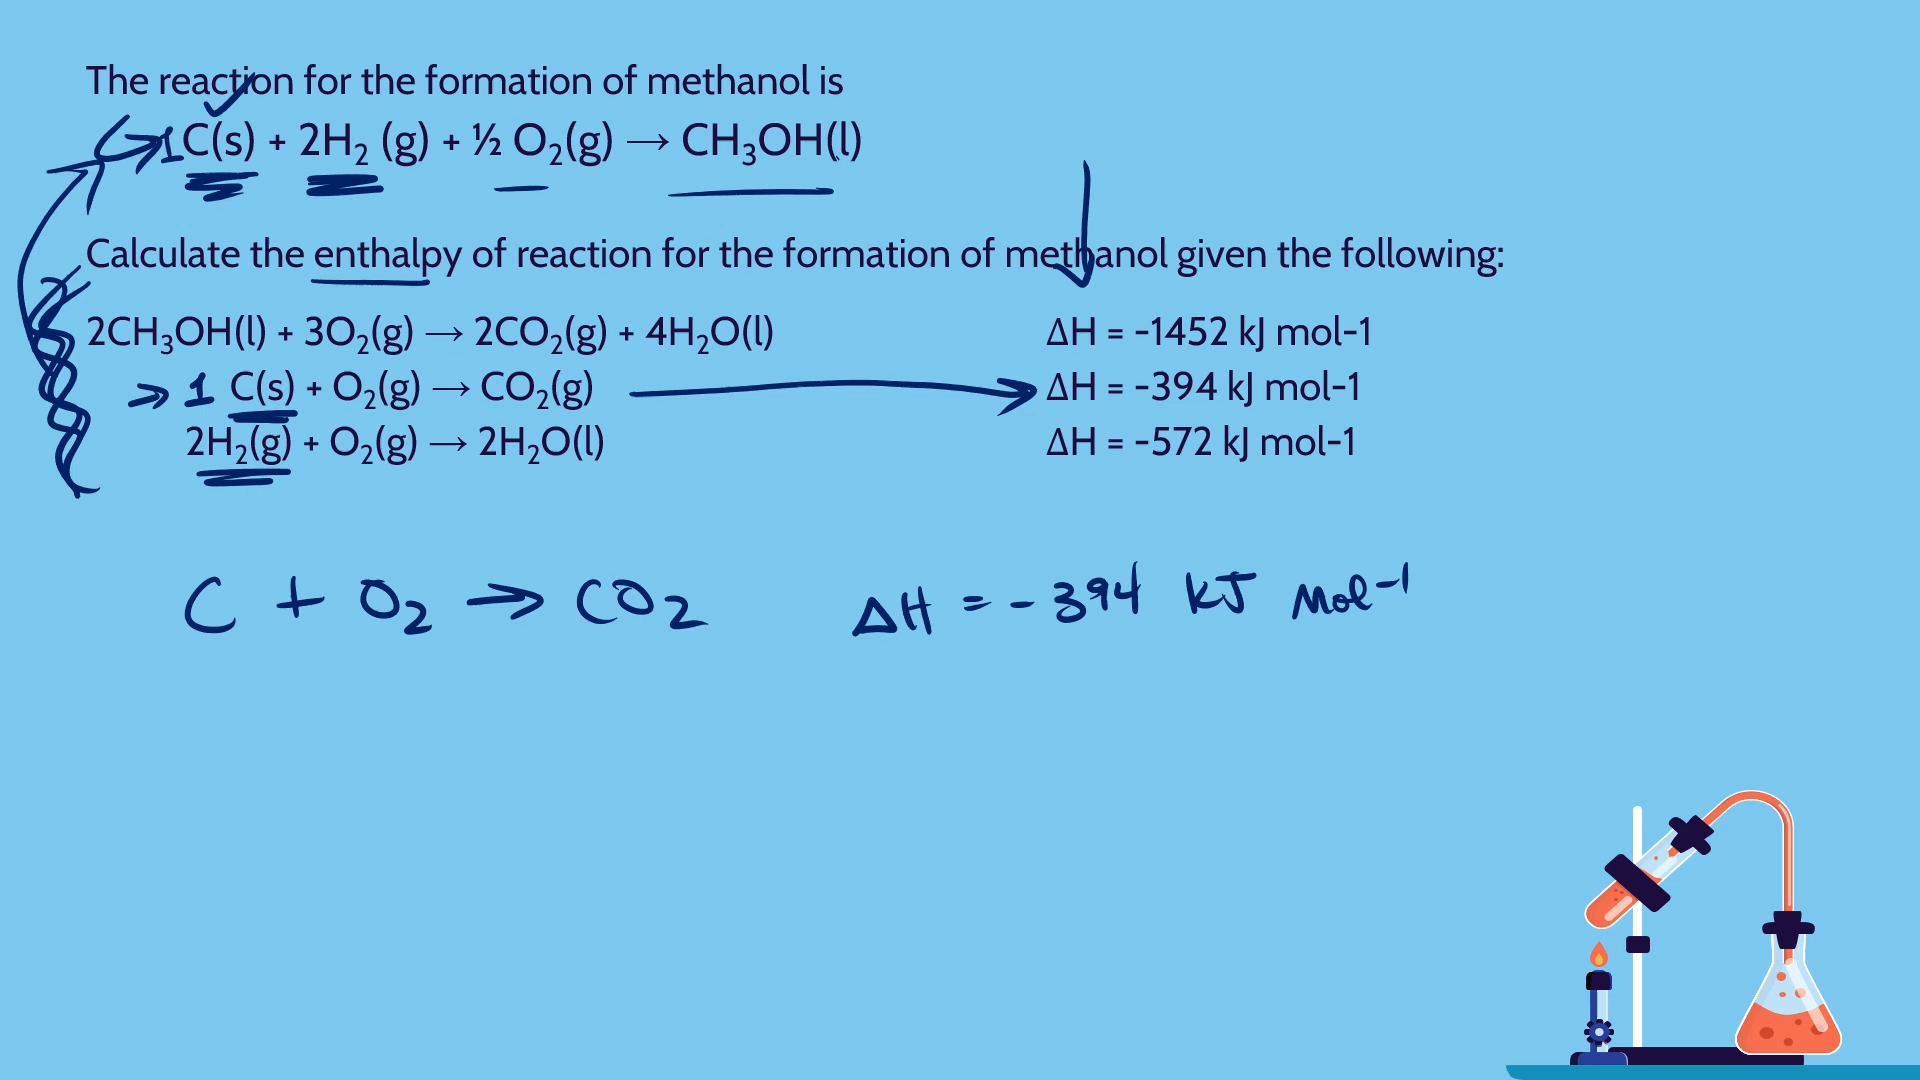 The reaction for the formation of methanol is
1 C(s) + 2H₂ (g) + ½ O₂(g) → CH₃OH(l)
Calculate the enthalpy of reaction for the formation of methanol given the following:
2CH₃OH(l) + 3O₂(g) → 2CO₂(g) + 4H₂O(l) ΔH = -1452 kJ mol-1
1 C(s) + O₂(g) → CO₂(g) ΔH = -394 kJ mol-1
2H₂(g) + O₂(g) → 2H₂O(l) ΔH = -572 kJ mol-1
C + O₂ → CO₂ ΔH = -394 kJ mol⁻¹